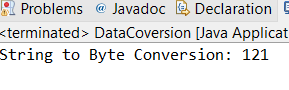 Problems @ Javadoc Declaration
<terminated> DataCoversion [Java Applicat
String to Byte Conversion: 121